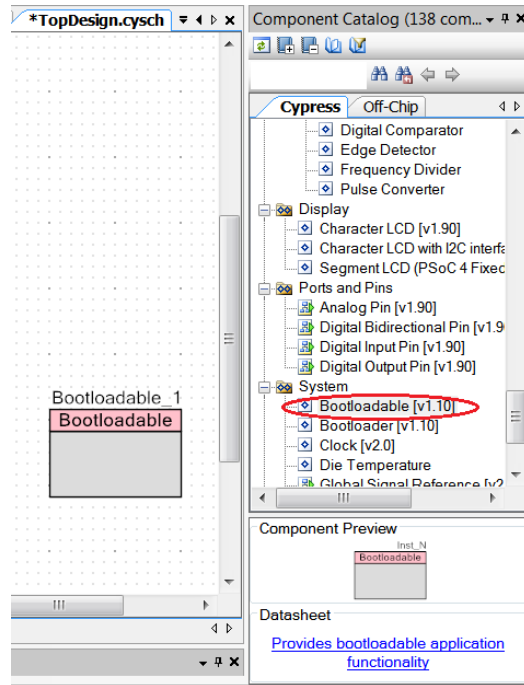 *TopDesign.cysch
Component Catalog (138 com...
Cypress
Off-Chip
Digital Comparator
Edge Detector
Frequency Divider
Pulse Converter
Display
Character LCD [v1.90]
Character LCD with I2C interfa
Segment LCD (PSoC 4 Fixed
Ports and Pins
Analog Pin [v1.90]
Digital Bidirectional Pin [v1.9
Digital Input Pin [v1.90]
Digital Output Pin [v1.90]
System
Bootloadable [v1.10]
Bootloader [v1.10]
Clock [v2.0]
Die Temperature
Global Signal Reference [v2
Bootloadable_1
Bootloadable
Component Preview
Inst_N
Bootloadable
Datasheet
Provides bootloadable application
functionality